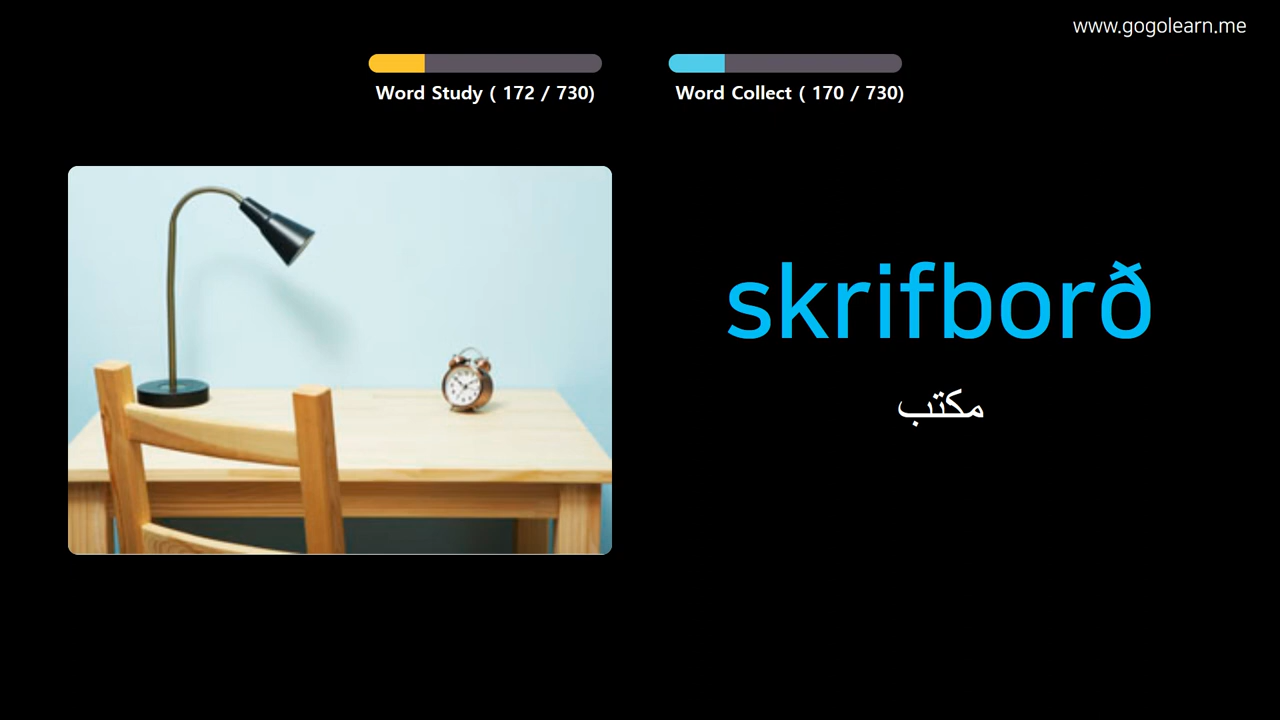 www.gogolearn.me
Word Study ( 172 / 730)
Word Collect ( 170 / 730)
skrifborð
مكتب